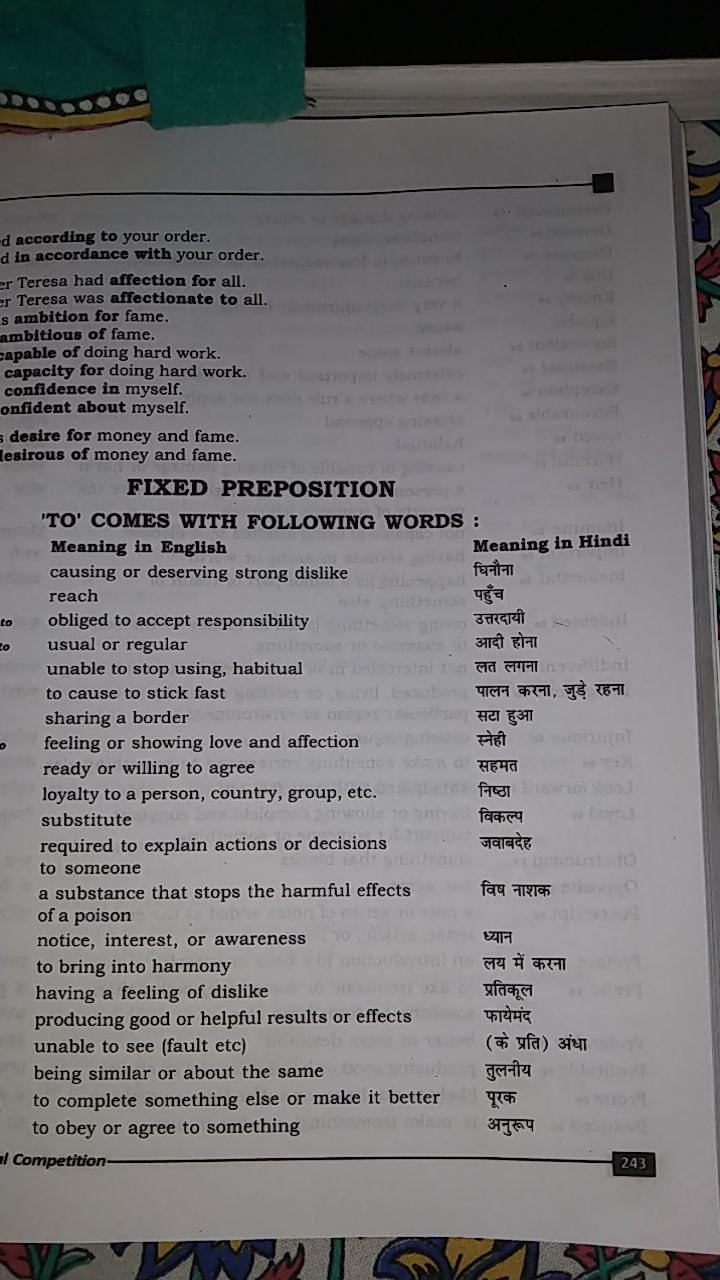 d according to your order.
d in accordance with your order.
er Teresa had affection for all.
er Teresa was affectionate to all.
s ambition for fame.
ambitious of fame.
capable of doing hard work.
capacity for doing hard work.
confidence in myself.
onfident about myself.
s desire for money and fame.
desirous of money and fame.
FIXED PREPOSITION
'TO' COMES WITH FOLLOWING WORDS :
Meaning in English Meaning in Hindi
causing or deserving strong dislike घिनौना
reach पहुँच
to obliged to accept responsibility उत्तरदायी
to usual or regular आदी होना
unable to stop using, habitual लत लगना
to cause to stick fast पालन करना, जुड़े रहना
sharing a border सटा हुआ
o feeling or showing love and affection स्नेही
ready or willing to agree सहमत
loyalty to a person, country, group, etc. निष्ठा
substitute विकल्प
required to explain actions or decisions जवाबदेह
to someone
a substance that stops the harmful effects विष नाशक
of a poison
notice, interest, or awareness ध्यान
to bring into harmony लय में करना
having a feeling of dislike प्रतिकूल
producing good or helpful results or effects फायेमंद
unable to see (fault etc) (के प्रति) अंधा
being similar or about the same तुलनीय
to complete something else or make it better पूरक
to obey or agree to something अनुरूप
al Competition 243